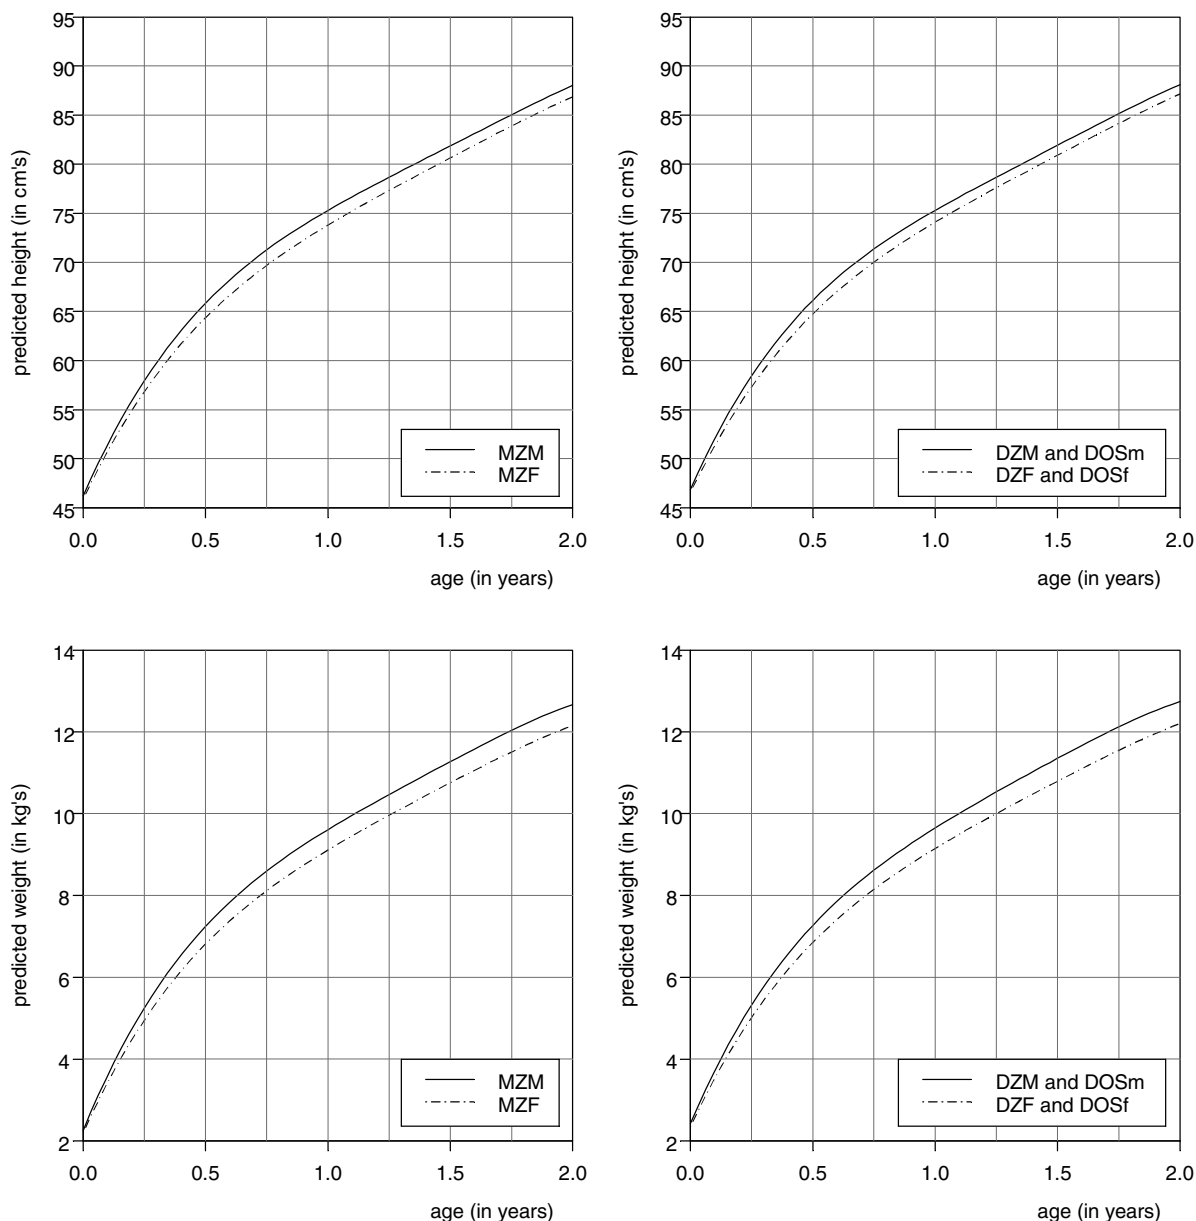 predicted height (in cm's)
95
90
85
80
75
70
65
60
55
50
45
MZM
MZF
0.0 0.5 1.0 1.5 2.0
age (in years)
predicted height (in cm's)
95
90
85
80
75
70
65
60
55
50
45
DZM and DOSm
DZF and DOSf
0.0 0.5 1.0 1.5 2.0
age (in years)
predicted weight (in kg's)
14
12
10
8
6
4
2
MZM
MZF
0.0 0.5 1.0 1.5 2.0
age (in years)
predicted weight (in kg's)
14
12
10
8
6
4
2
DZM and DOSm
DZF and DOSf
0.0 0.5 1.0 1.5 2.0
age (in years)